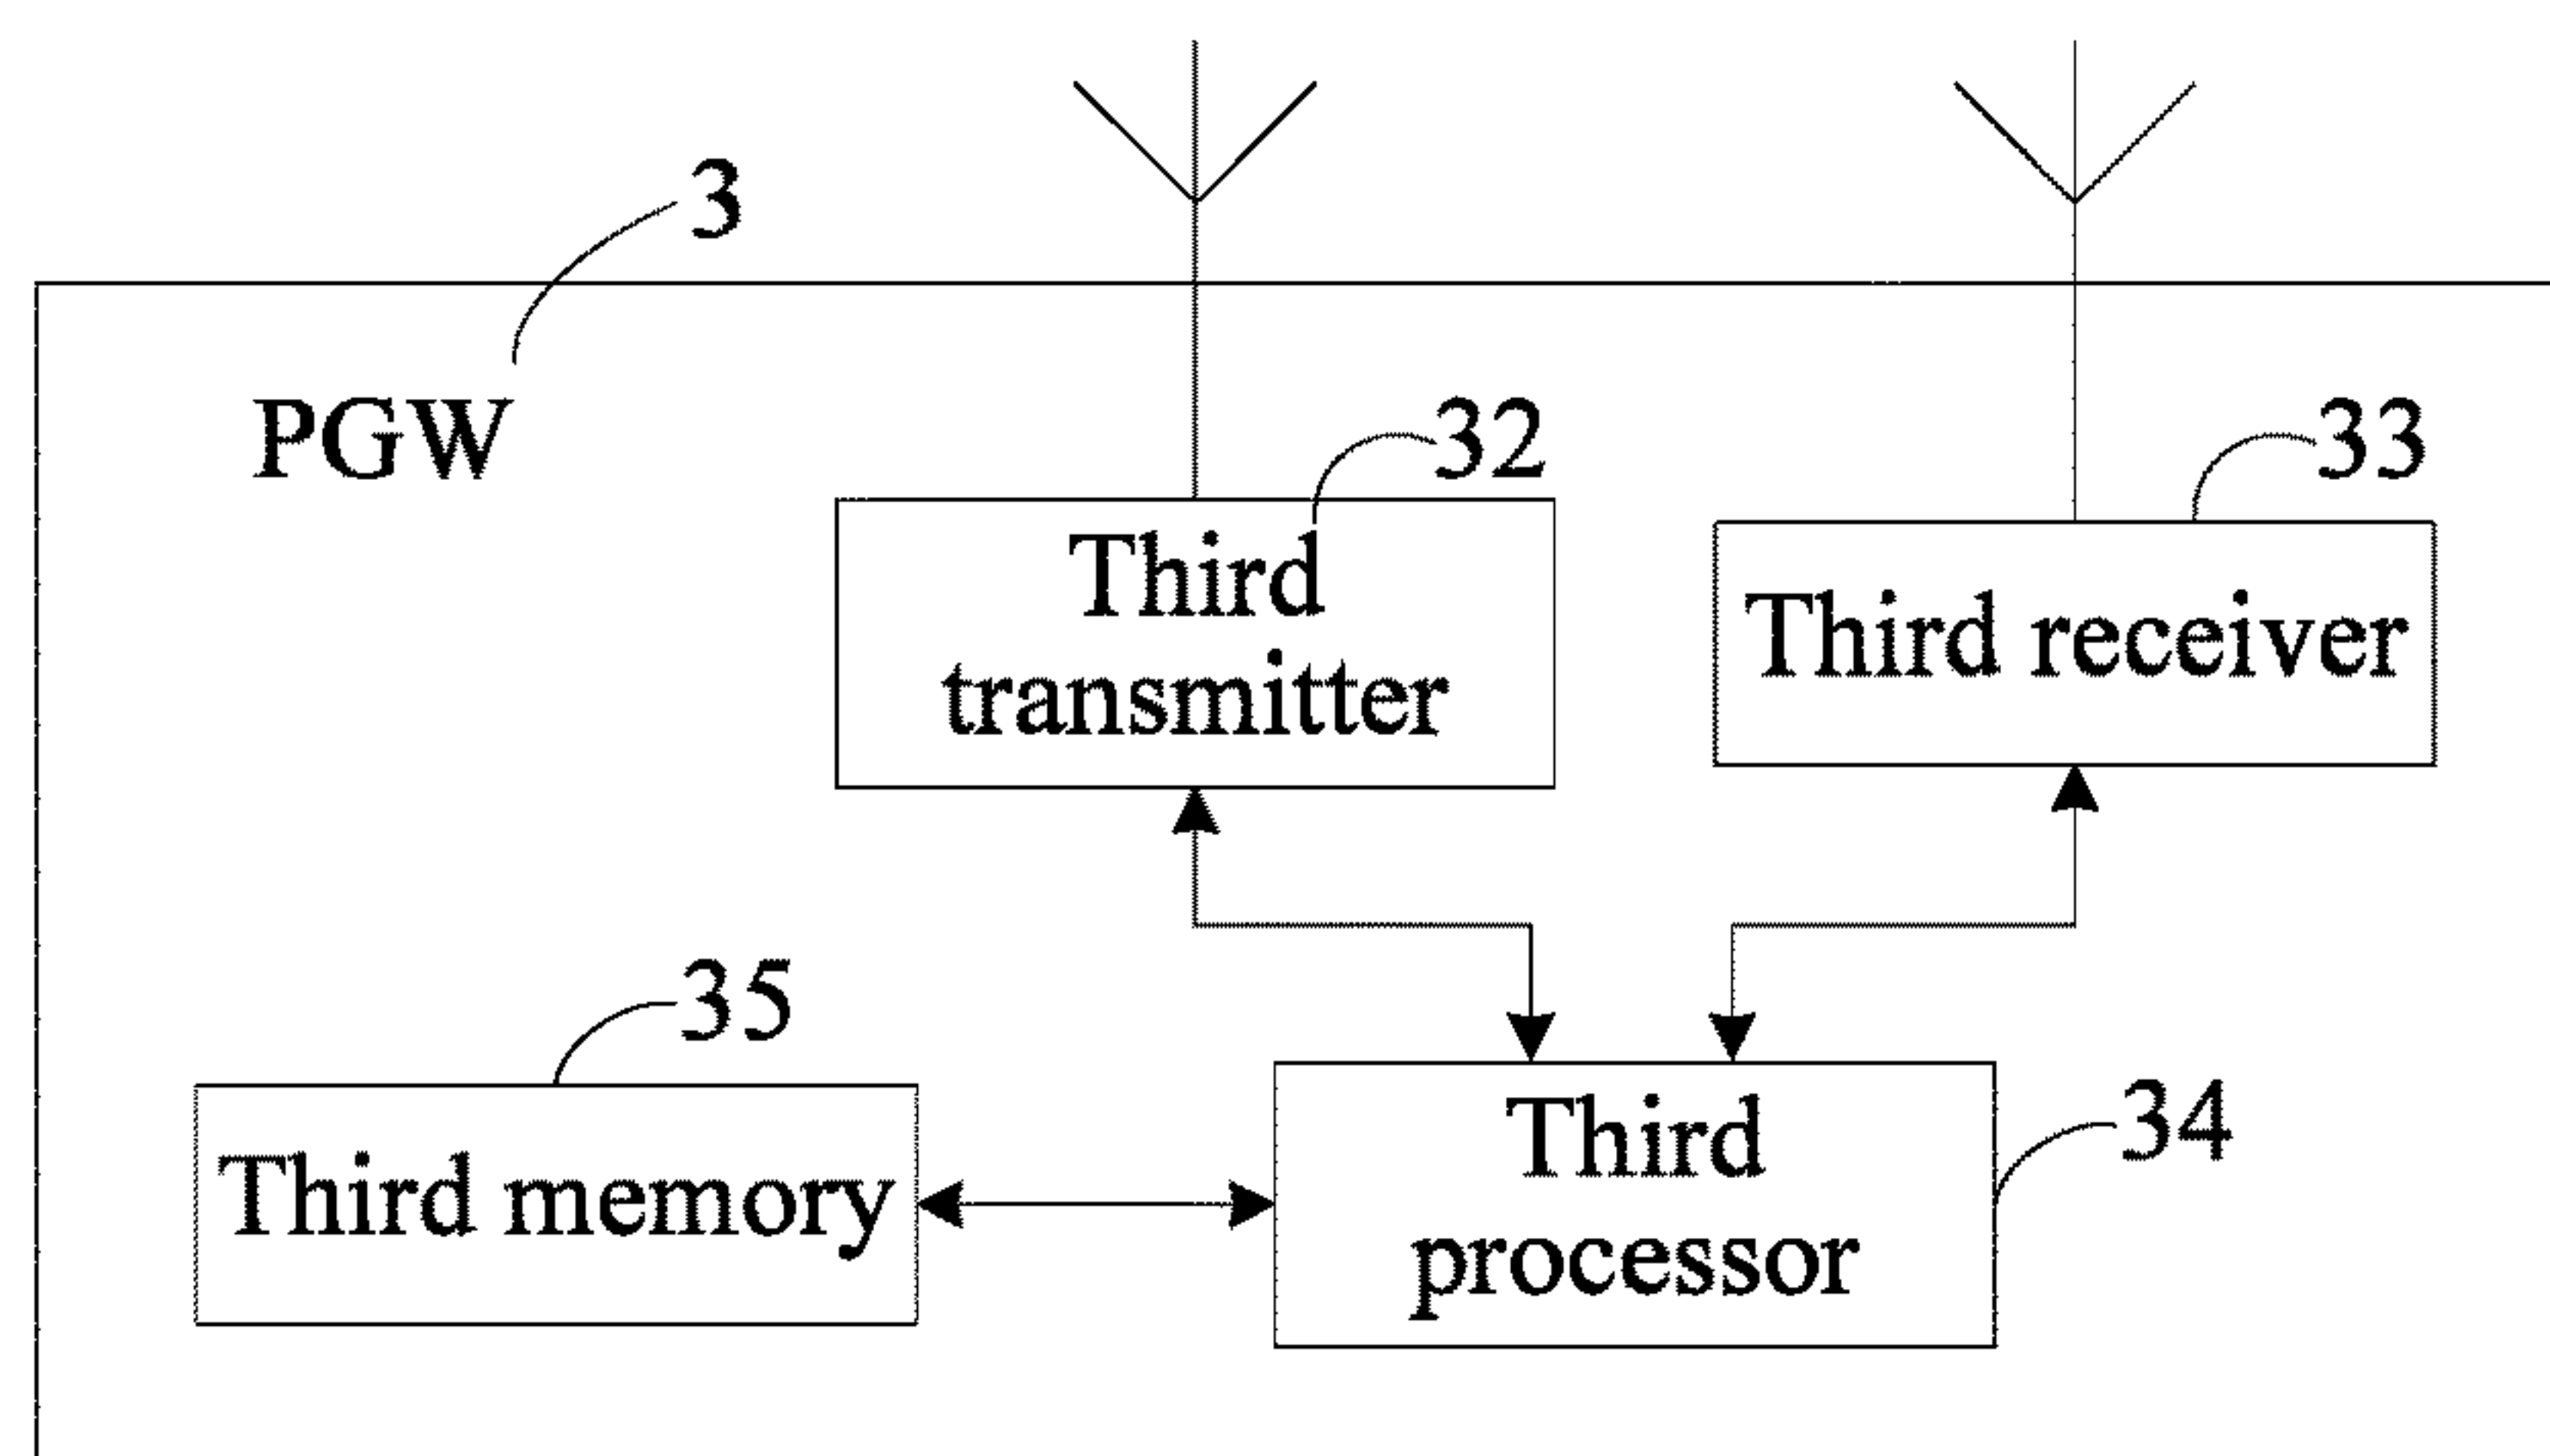 3
PGW
32
33
Third
transmitter
Third receiver
35
34
Third memory
Third
processor